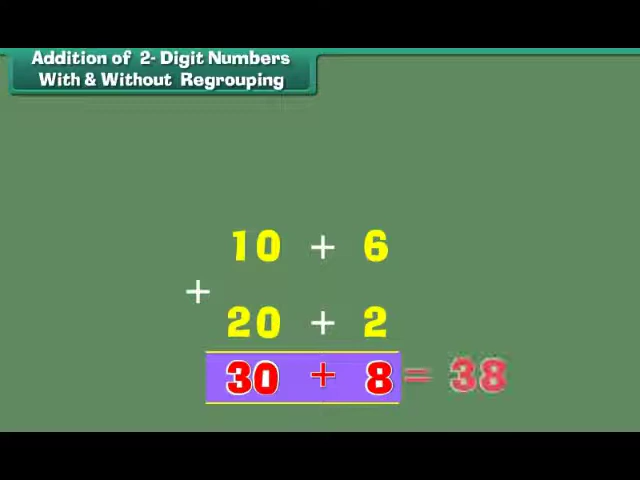 Addition of 2- Digit Numbers
With & Without Regrouping
10 + 6
+
20 + 2
30 + 8 = 38